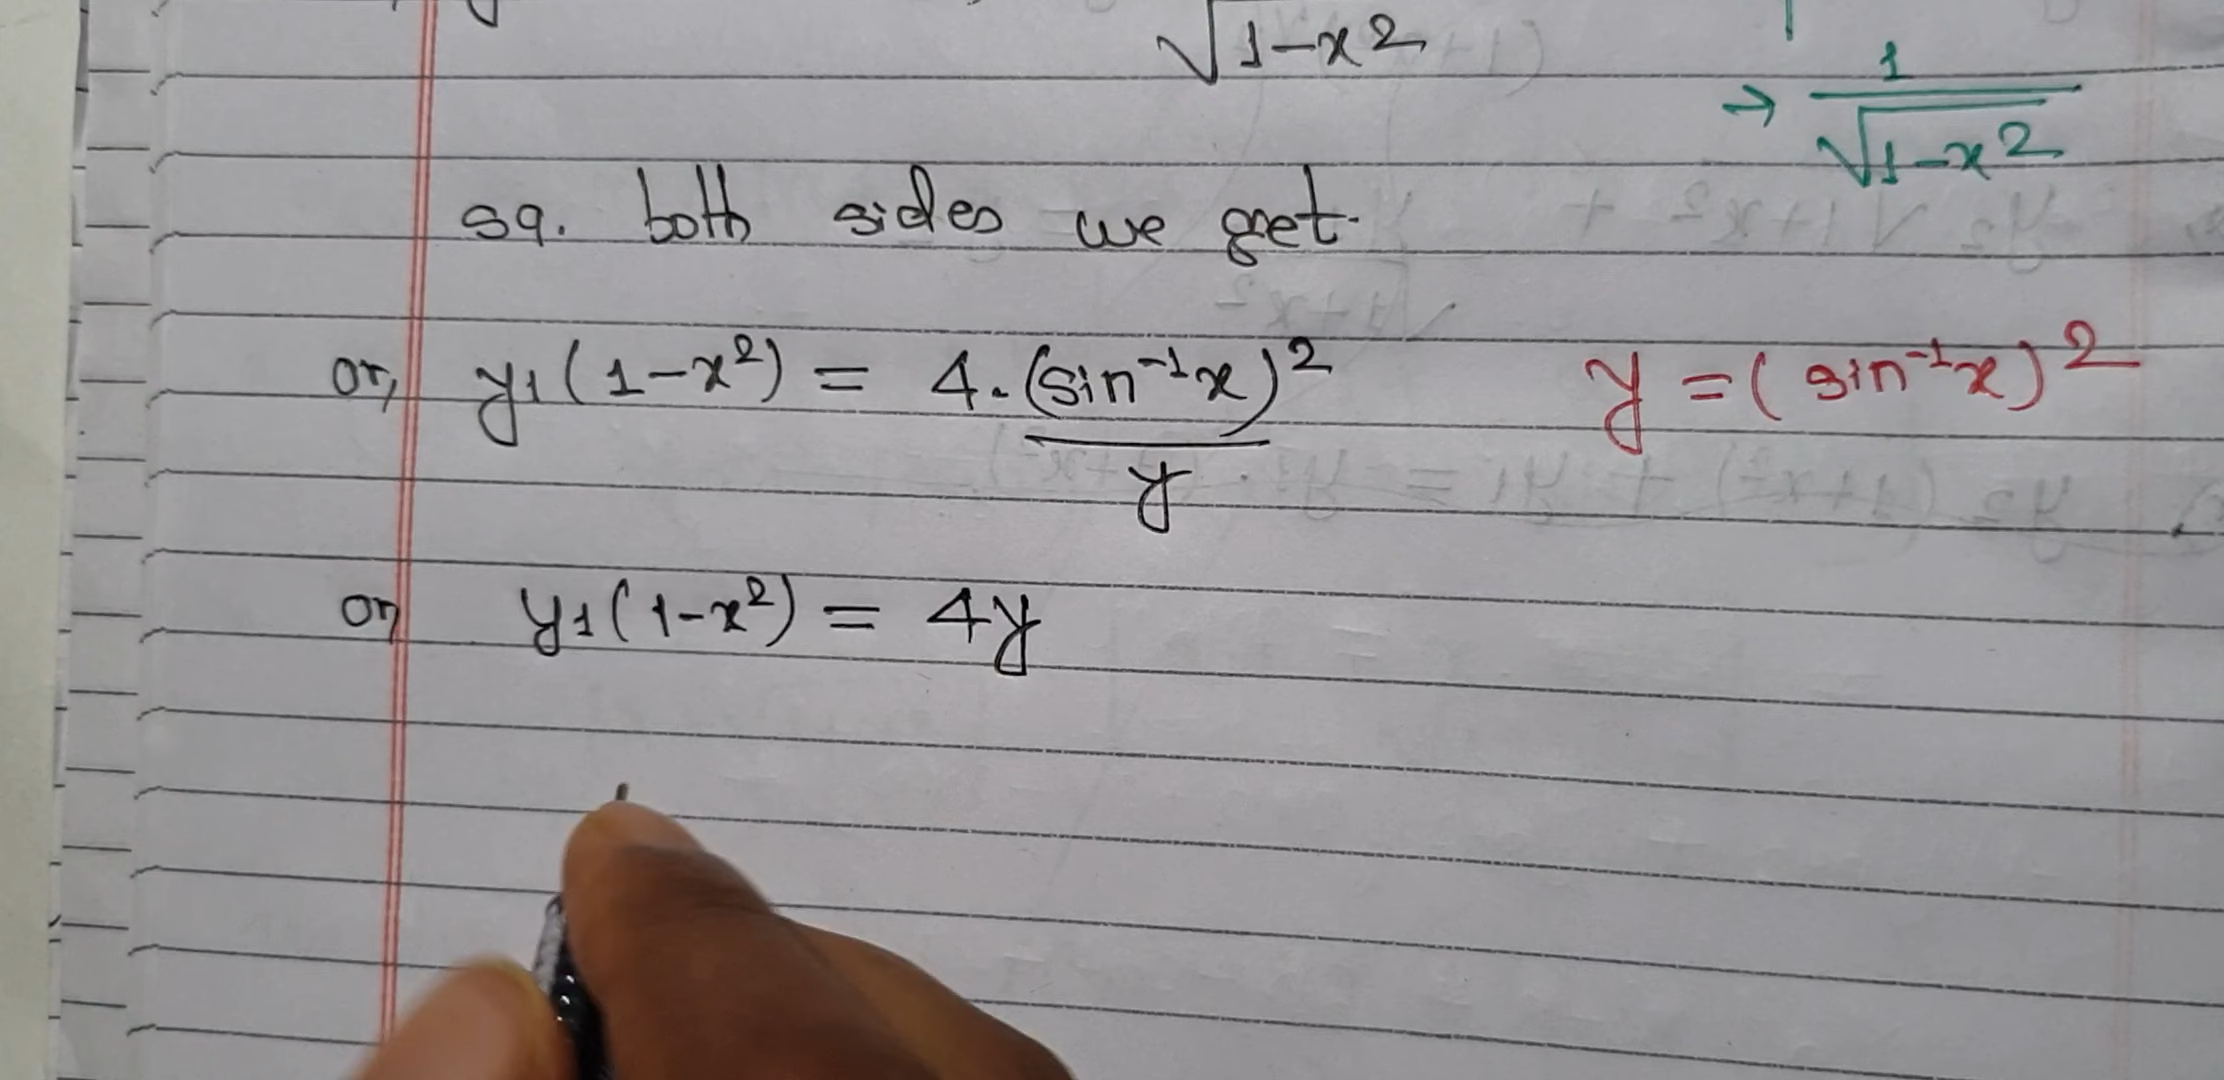 √1-x2
→ 1/√1-x2
sq. both sides we get.
or, y1(1-x²) = 4.(sin⁻¹x)²
y = (sin⁻¹x)²
y
or y1(1-x²) = 4y